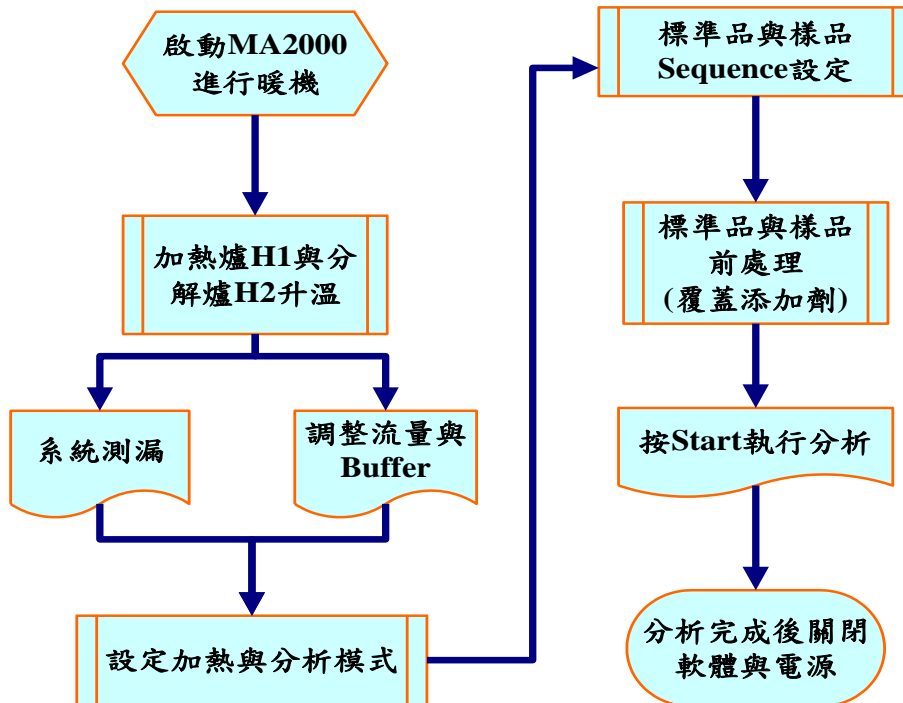 啟動MA2000
進行暖機
加熱爐H1與分
解爐H2升溫
系統測漏
調整流量與
Buffer
設定加熱與分析模式
標準品與樣品
Sequence設定
標準品與樣品
前處理
(覆蓋添加劑)
按Start執行分析
分析完成後關閉
軟體與電源